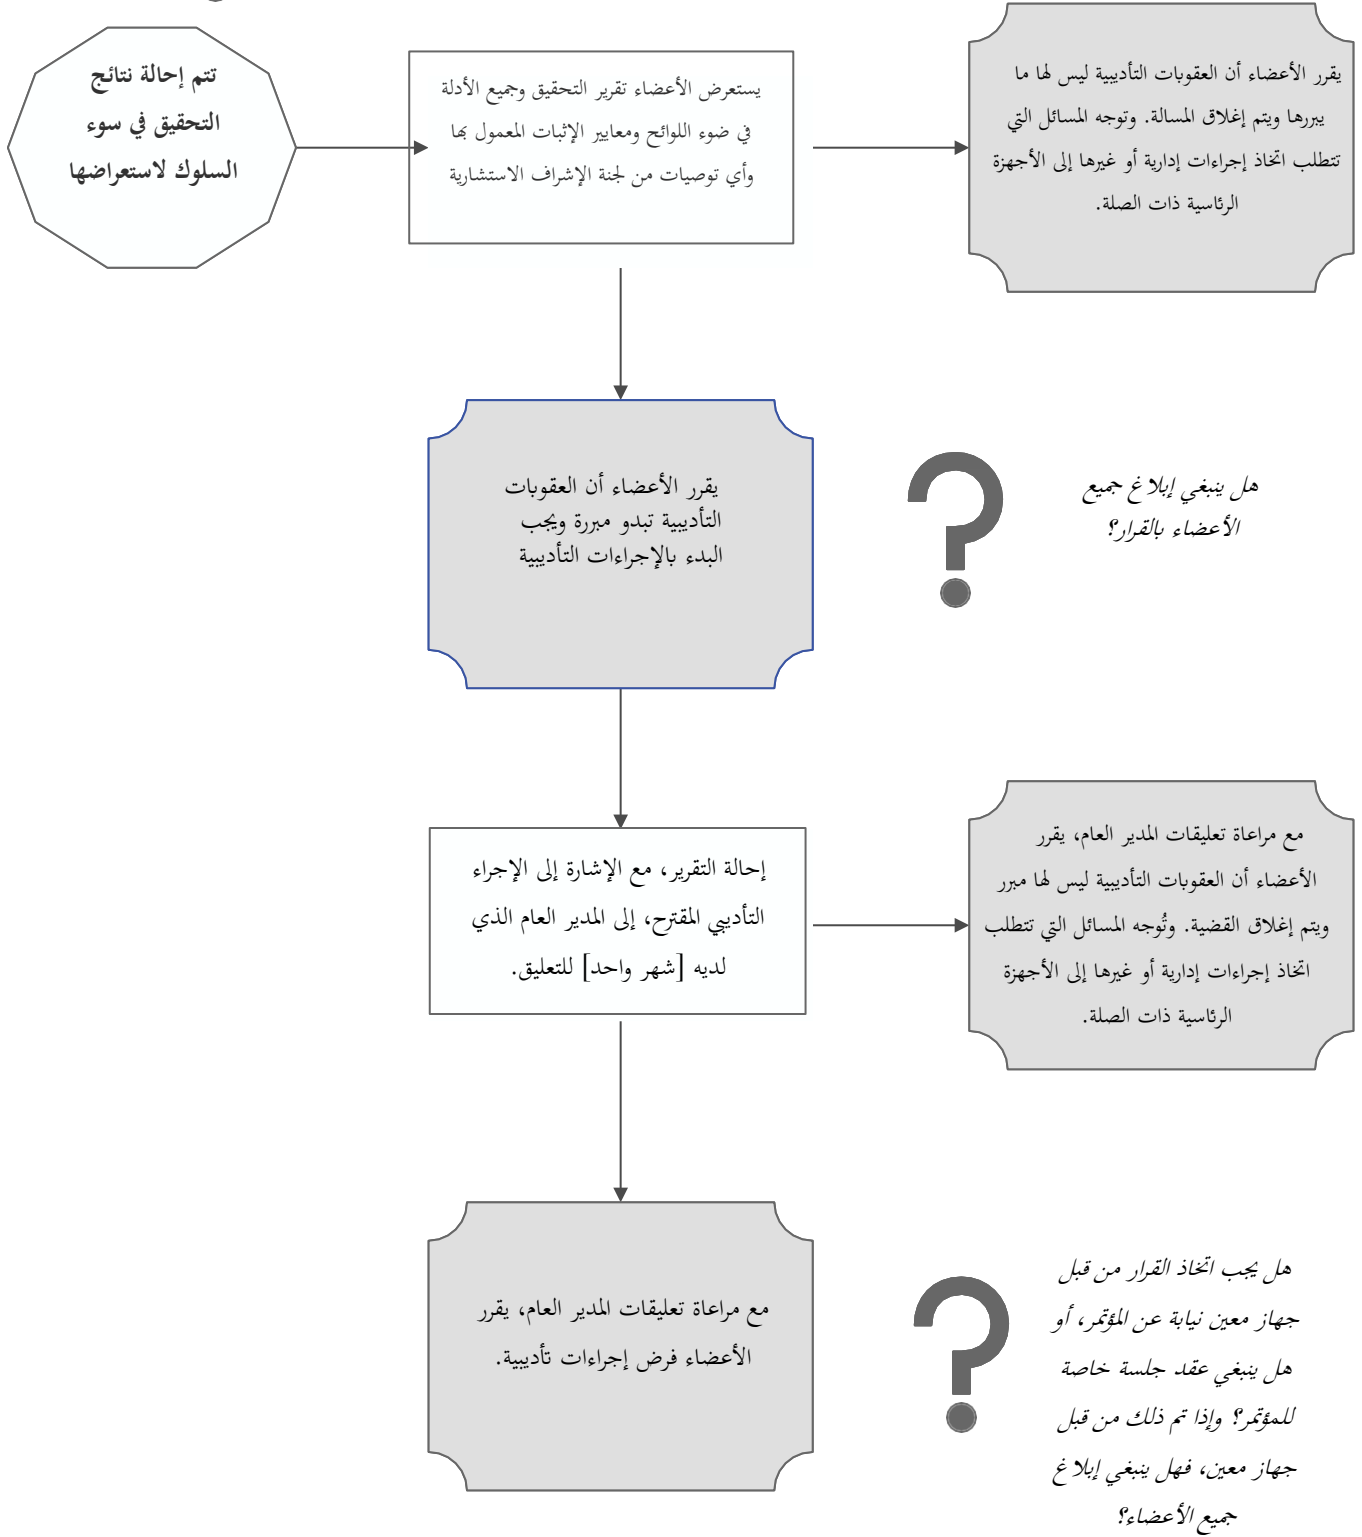 تتم إحالة نتائج
التحقيق في سوء
السلوك لاستعراضها
يستعرض الأعضاء تقرير التحقيق وجميع الأدلة
في ضوء اللوائح ومعايير الإثبات المعمول بها
وأي توصيات من لجنة الإشراف الاستشارية
يقرر الأعضاء أن العقوبات التأديبية ليس لها ما
يبررها ويتم إغلاق المسالة. وتوجه المسائل التي
تتطلب اتخاذ إجراءات إدارية أو غيرها إلى الأجهزة
الرئاسية ذات الصلة.
يقرر الأعضاء أن العقوبات
التأديبية تبدو مبررة ويجب
البدء بالإجراءات التأديبية
هل ينبغي إبلاغ جميع
الأعضاء بالقرار؟
إحالة التقرير، مع الإشارة إلى الإجراء
التأديبي المقترح، إلى المدير العام الذي
لديه [شهر واحد] للتعليق.
مع مراعاة تعليقات المدير العام، يقرر
الأعضاء أن العقوبات التأديبية ليس لها مبرر
ويتم إغلاق القضية. وتُوجه المسائل التي تتطلب
اتخاذ إجراءات إدارية أو غيرها إلى الأجهزة
الرئاسية ذات الصلة.
مع مراعاة تعليقات المدير العام، يقرر
الأعضاء فرض إجراءات تأديبية.
هل يجب اتخاذ القرار من قبل
جهاز معين نيابة عن المؤتمر، أو
هل ينبغي عقد جلسة خاصة
للمؤتمر؟ وإذا تم ذلك من قبل
جهاز معين، فهل ينبغي إبلاغ
جميع الأعضاء؟